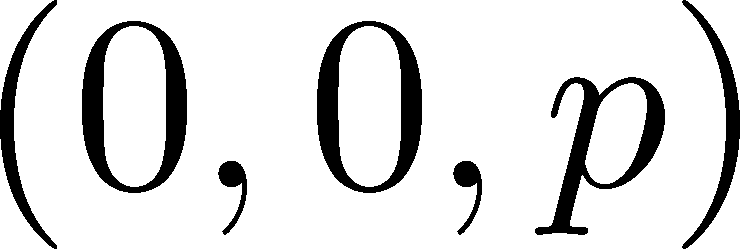 (0, 0, p)